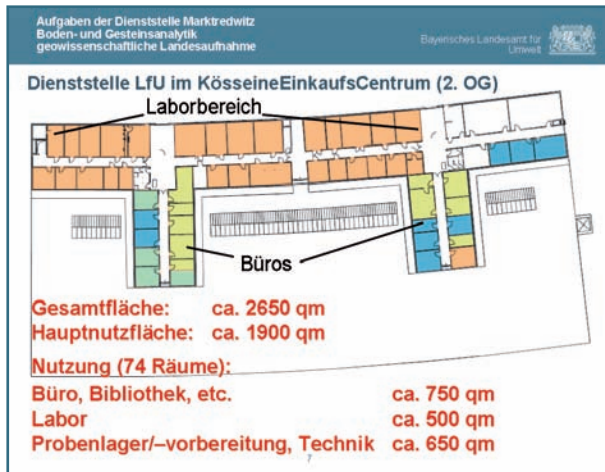 Aufgaben der Dienststelle Marktredwitz
Boden- und Gesteinsanalytik
geowissenschaftliche Landesaufnahme
Bayerisches Landesamt für
Umwelt
Dienststelle LfU im KösseineEinkaufsCentrum (2. OG)
Laborbereich
Büros
Gesamtfläche: ca. 2650 qm
Hauptnutzfläche: ca. 1900 qm
Nutzung (74 Räume):
Büro, Bibliothek, etc. ca. 750 qm
Labor ca. 500 qm
Probenlager/–vorbereitung, Technik ca. 650 qm
7